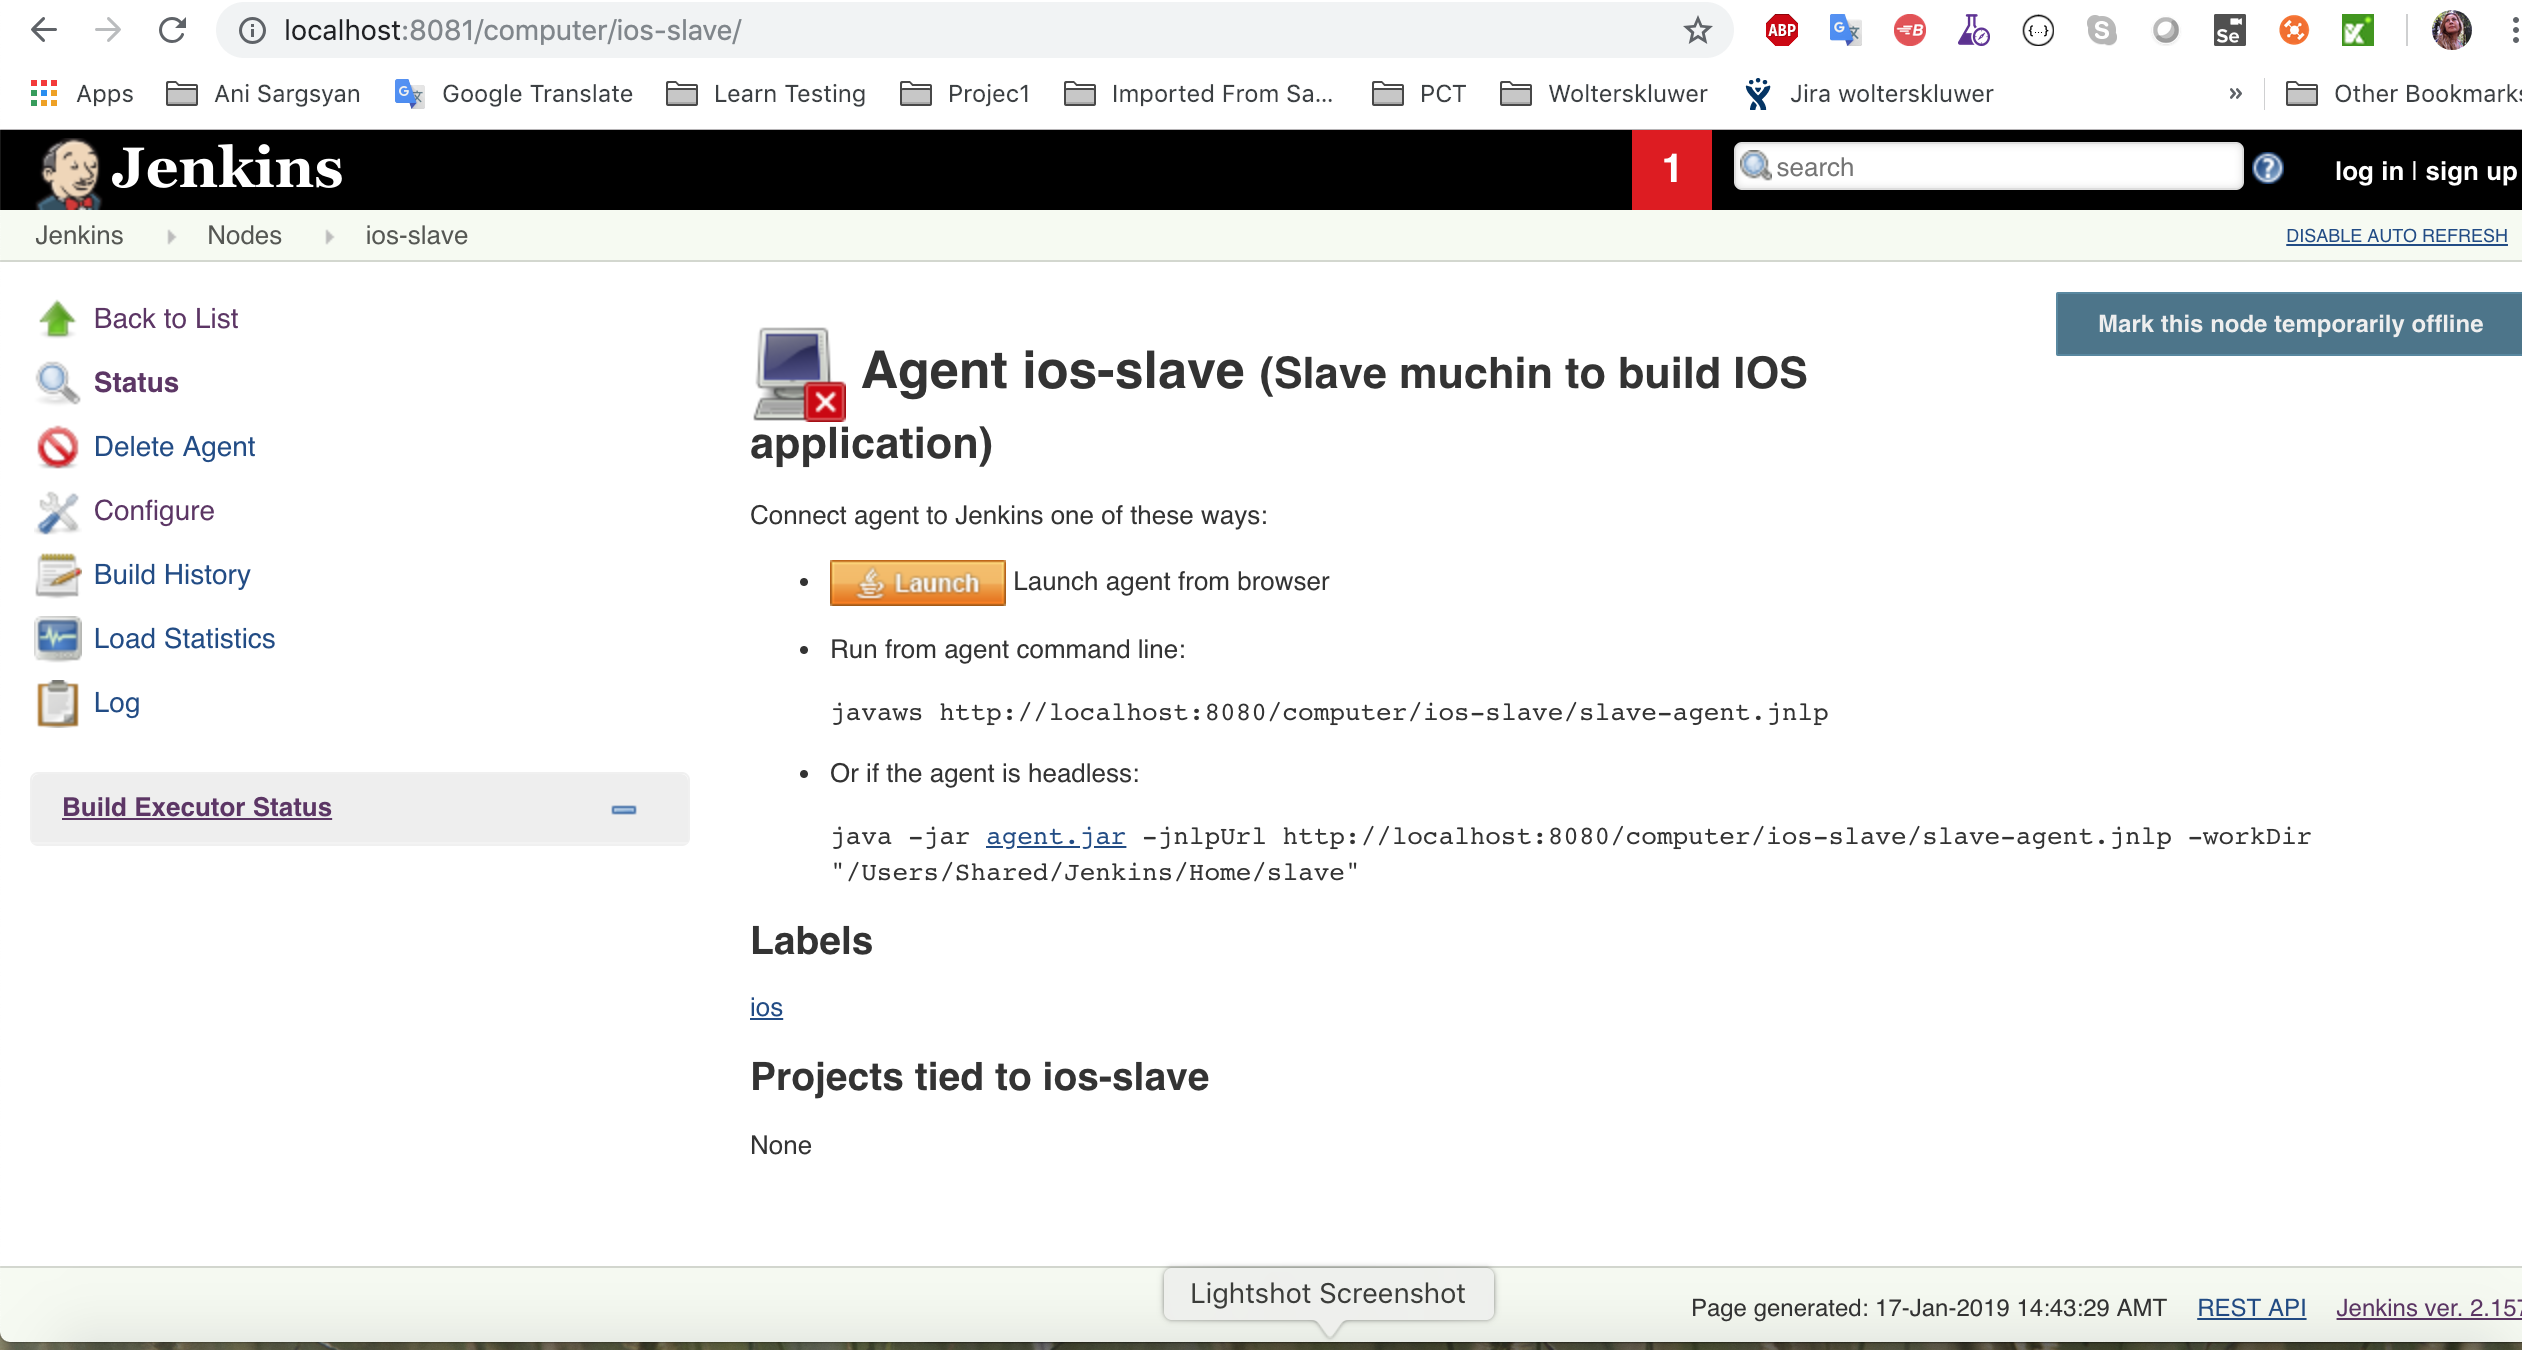 localhost:8081/computer/ios-slave/
ABP
Se
Apps Ani Sargsyan Google Translate Learn Testing Projec1 Imported From Sa... PCT Wolterskluwer Jira wolterskluwer » Other Bookmarks
Jenkins 1 search log in | sign up
Jenkins Nodes ios-slave DISABLE AUTO REFRESH
Back to List
Status
Delete Agent
Configure
Build History
Load Statistics
Log
Build Executor Status
Mark this node temporarily offline
Agent ios-slave (Slave muchin to build IOS
application)
Connect agent to Jenkins one of these ways:
• Launch Launch agent from browser
• Run from agent command line:
javaws http://localhost:8080/computer/ios-slave/slave-agent.jnlp
• Or if the agent is headless:
java -jar agent.jar -jnlpUrl http://localhost:8080/computer/ios-slave/slave-agent.jnlp -workDir
"/Users/Shared/Jenkins/Home/slave"
Labels
ios
Projects tied to ios-slave
None
Lightshot Screenshot
Page generated: 17-Jan-2019 14:43:29 AMT REST API Jenkins ver. 2.157